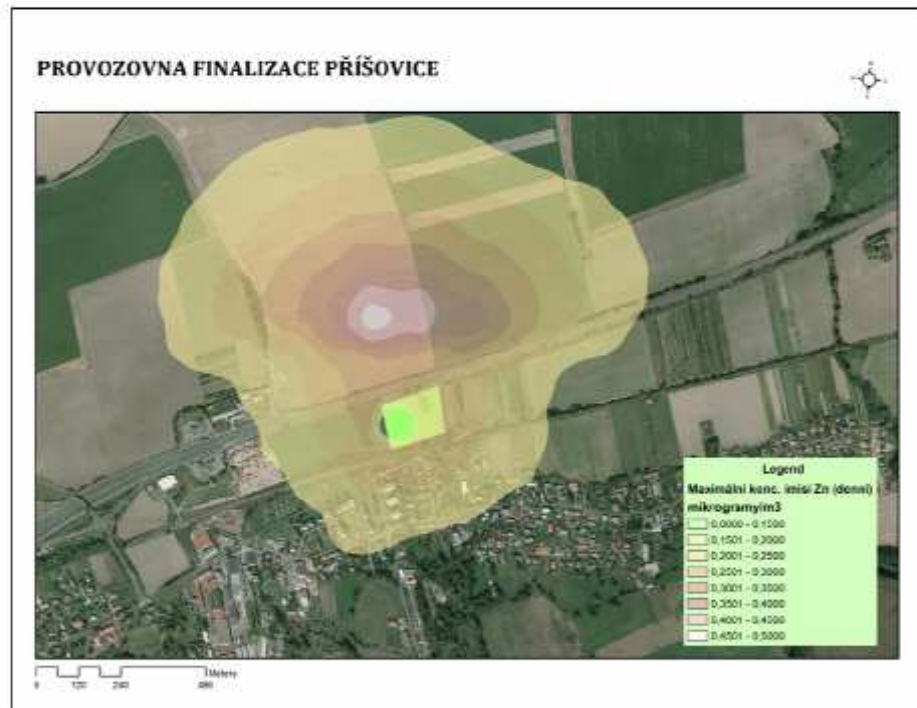 PROVOZOVNA FINALIZACE PŘÍŠOVICE
Legend
Maximální konc. imisí Zn (denní)
mikrogramy/m3
0,0000 - 0,1500
0,1501 - 0,2000
0,2001 - 0,2500
0,2501 - 0,3000
0,3001 - 0,3500
0,3501 - 0,4000
0,4001 - 0,4500
0,4501 - 0,5000
Meters
0 120 240 480